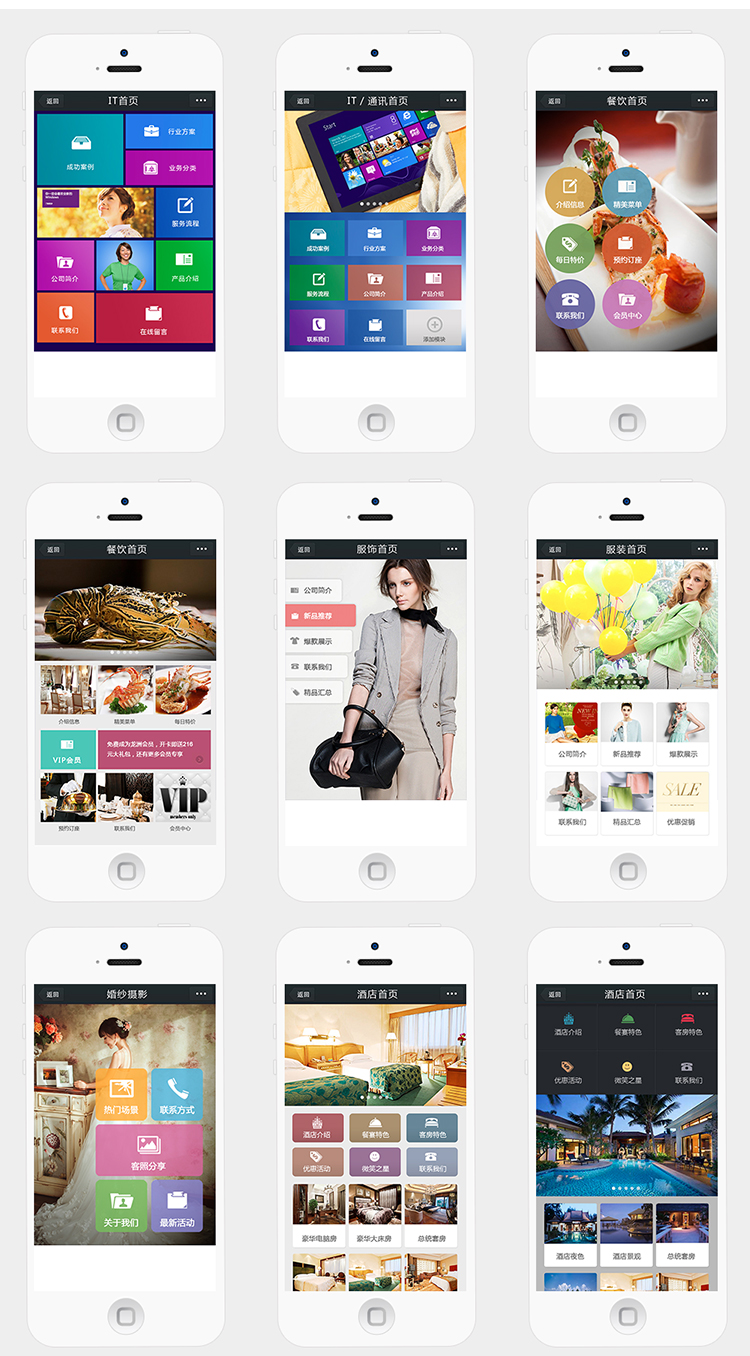 返回
IT首页
成功案例
行业方案
业务分类
服务流程
公司简介
产品介绍
联系我们
在线留言
返回
IT / 通讯首页
Start
成功案例
行业方案
业务分类
服务流程
公司简介
产品介绍
联系我们
在线留言
添加模块
返回
餐饮首页
介绍信息
精美菜单
每日特价
预约订座
联系我们
会员中心
返回
餐饮首页
介绍信息
精美菜单
每日特价
VIP会员
免费成为龙洲会员，开卡即送216
元大礼包，还有更多会员专享
VIP
members only
预约订座
联系我们
会员中心
返回
服饰首页
公司简介
新品推荐
爆款展示
联系我们
精品汇总
返回
服装首页
NEW IN
公司简介
新品推荐
爆款展示
SALE
联系我们
精品汇总
优惠促销
返回
婚纱摄影
热门场景
联系方式
客照分享
关于我们
最新活动
返回
酒店首页
酒店介绍
餐宴特色
客房特色
优惠活动
微笑之星
联系我们
豪华电脑房
豪华大床房
总统套房
返回
酒店首页
酒店介绍
餐宴特色
客房特色
优惠活动
微笑之星
联系我们
酒店夜色
酒店景观
总统套房